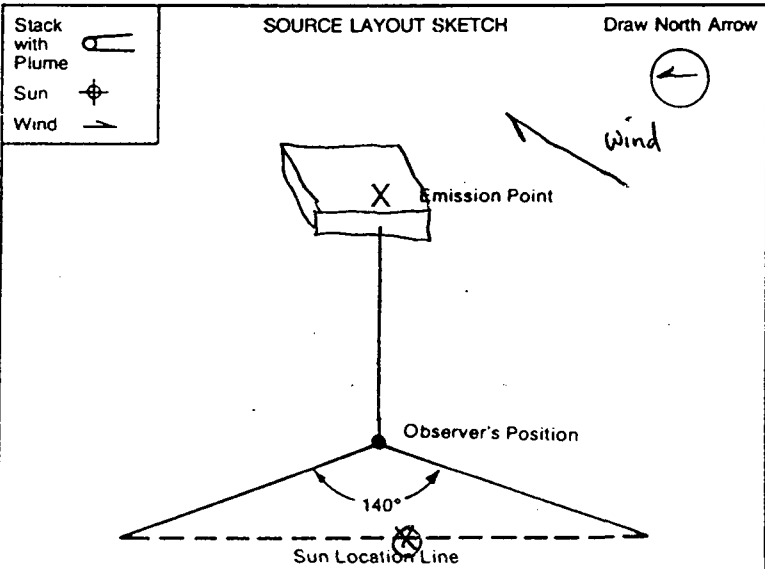 Stack
with
Plume
Sun
Wind
SOURCE LAYOUT SKETCH
Draw North Arrow
wind
X Emission Point
Observer's Position
140°
Sun Location Line